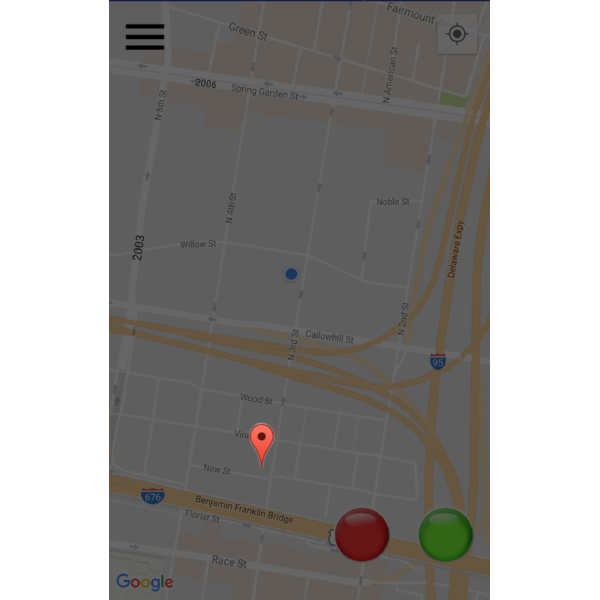 Fairmount
Green St
N American St
2006
Spring Garden St
N 5th St
N 4th St
Noble St
Willow St
2003
Delaware Expy
N 2nd St
Callowhill St
N 3rd St
95
Wood St
New St
676
Benjamin Franklin Bridge
Florist St
Race St
Google